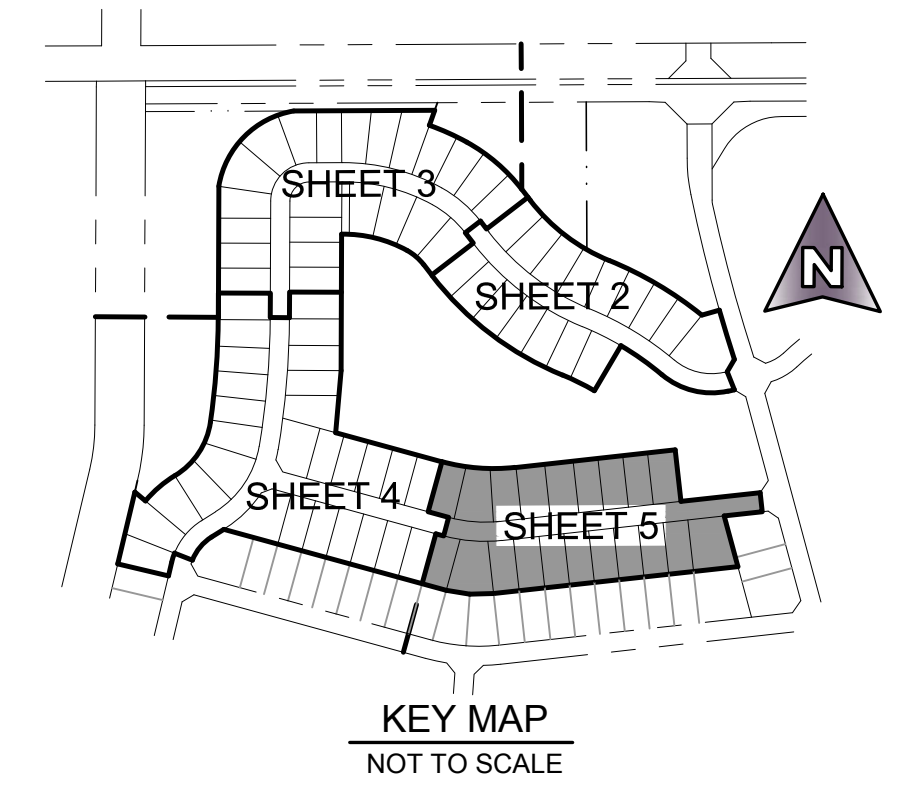 SHEET 3
N
SHEET 2
SHEET 4
SHEET 5
KEY MAP
NOT TO SCALE